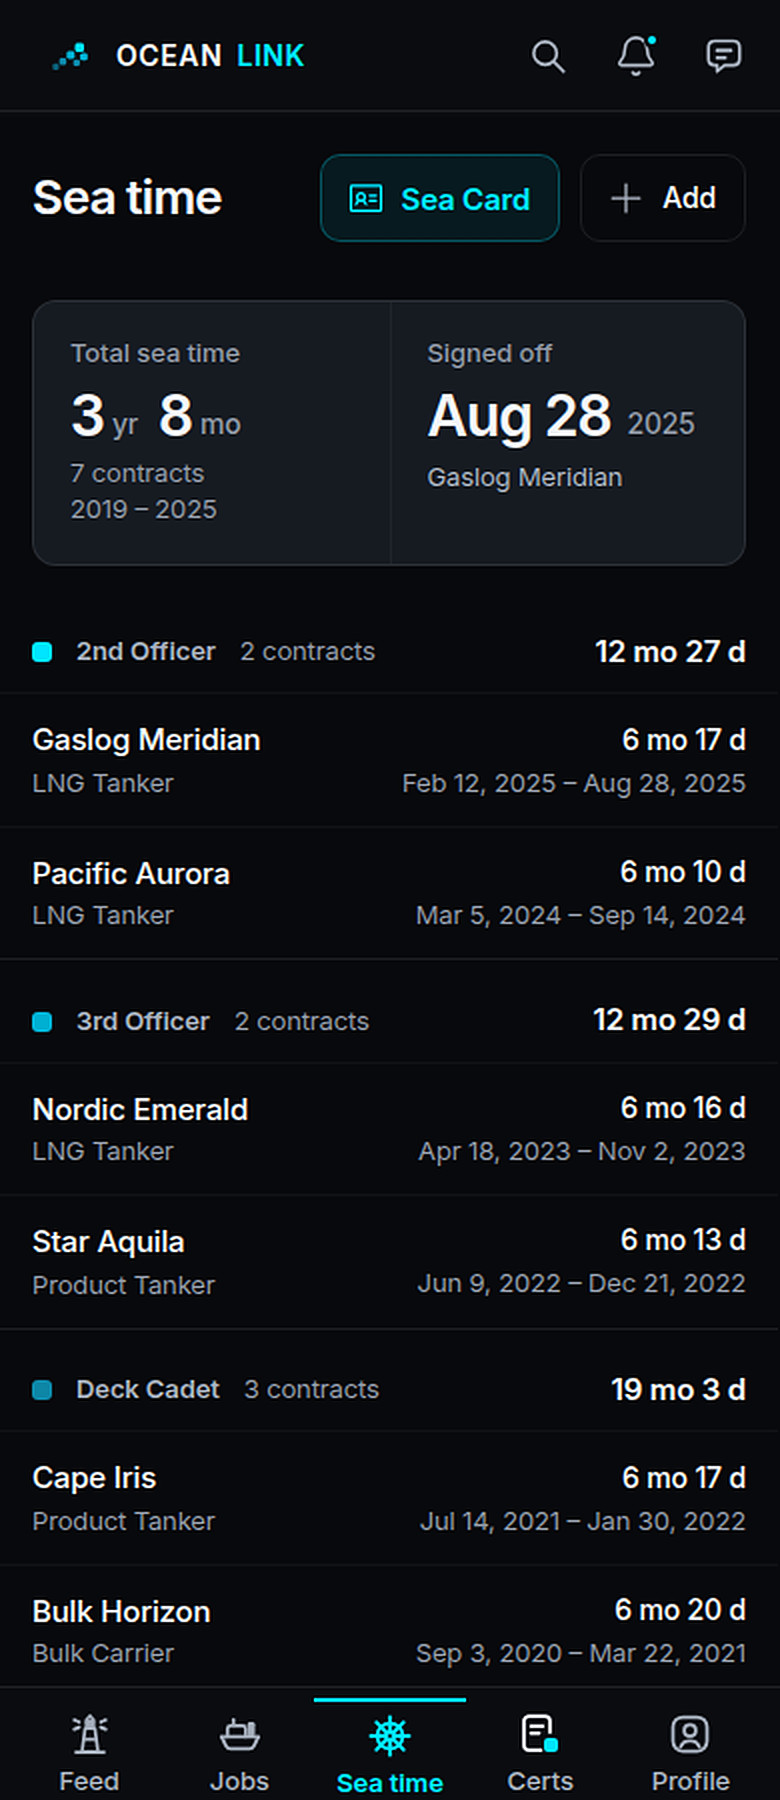 OCEAN LINK
Sea time
Sea Card
Add
Total sea time
3 yr 8 mo
7 contracts
2019 – 2025
Signed off
Aug 28 2025
Gaslog Meridian
2nd Officer 2 contracts 12 mo 27 d
Gaslog Meridian 6 mo 17 d
LNG Tanker Feb 12, 2025 – Aug 28, 2025
Pacific Aurora 6 mo 10 d
LNG Tanker Mar 5, 2024 – Sep 14, 2024
3rd Officer 2 contracts 12 mo 29 d
Nordic Emerald 6 mo 16 d
LNG Tanker Apr 18, 2023 – Nov 2, 2023
Star Aquila 6 mo 13 d
Product Tanker Jun 9, 2022 – Dec 21, 2022
Deck Cadet 3 contracts 19 mo 3 d
Cape Iris 6 mo 17 d
Product Tanker Jul 14, 2021 – Jan 30, 2022
Bulk Horizon 6 mo 20 d
Bulk Carrier Sep 3, 2020 – Mar 22, 2021
Feed Jobs Sea time Certs Profile